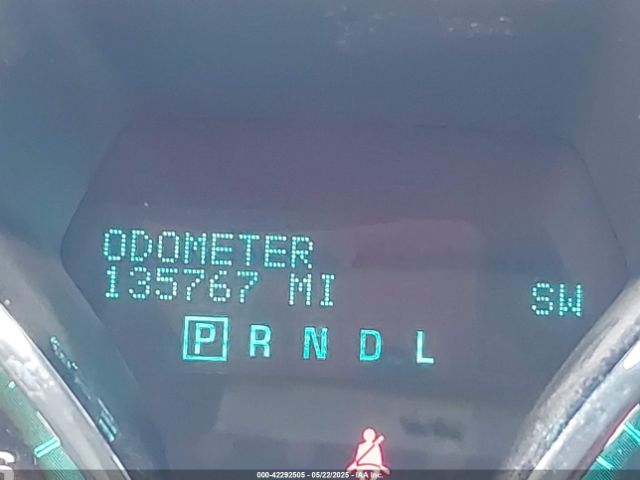 ODOMETER
135767 MI SW
P R N D L
000-42292505 - 05/22/2025 - IAA Inc.